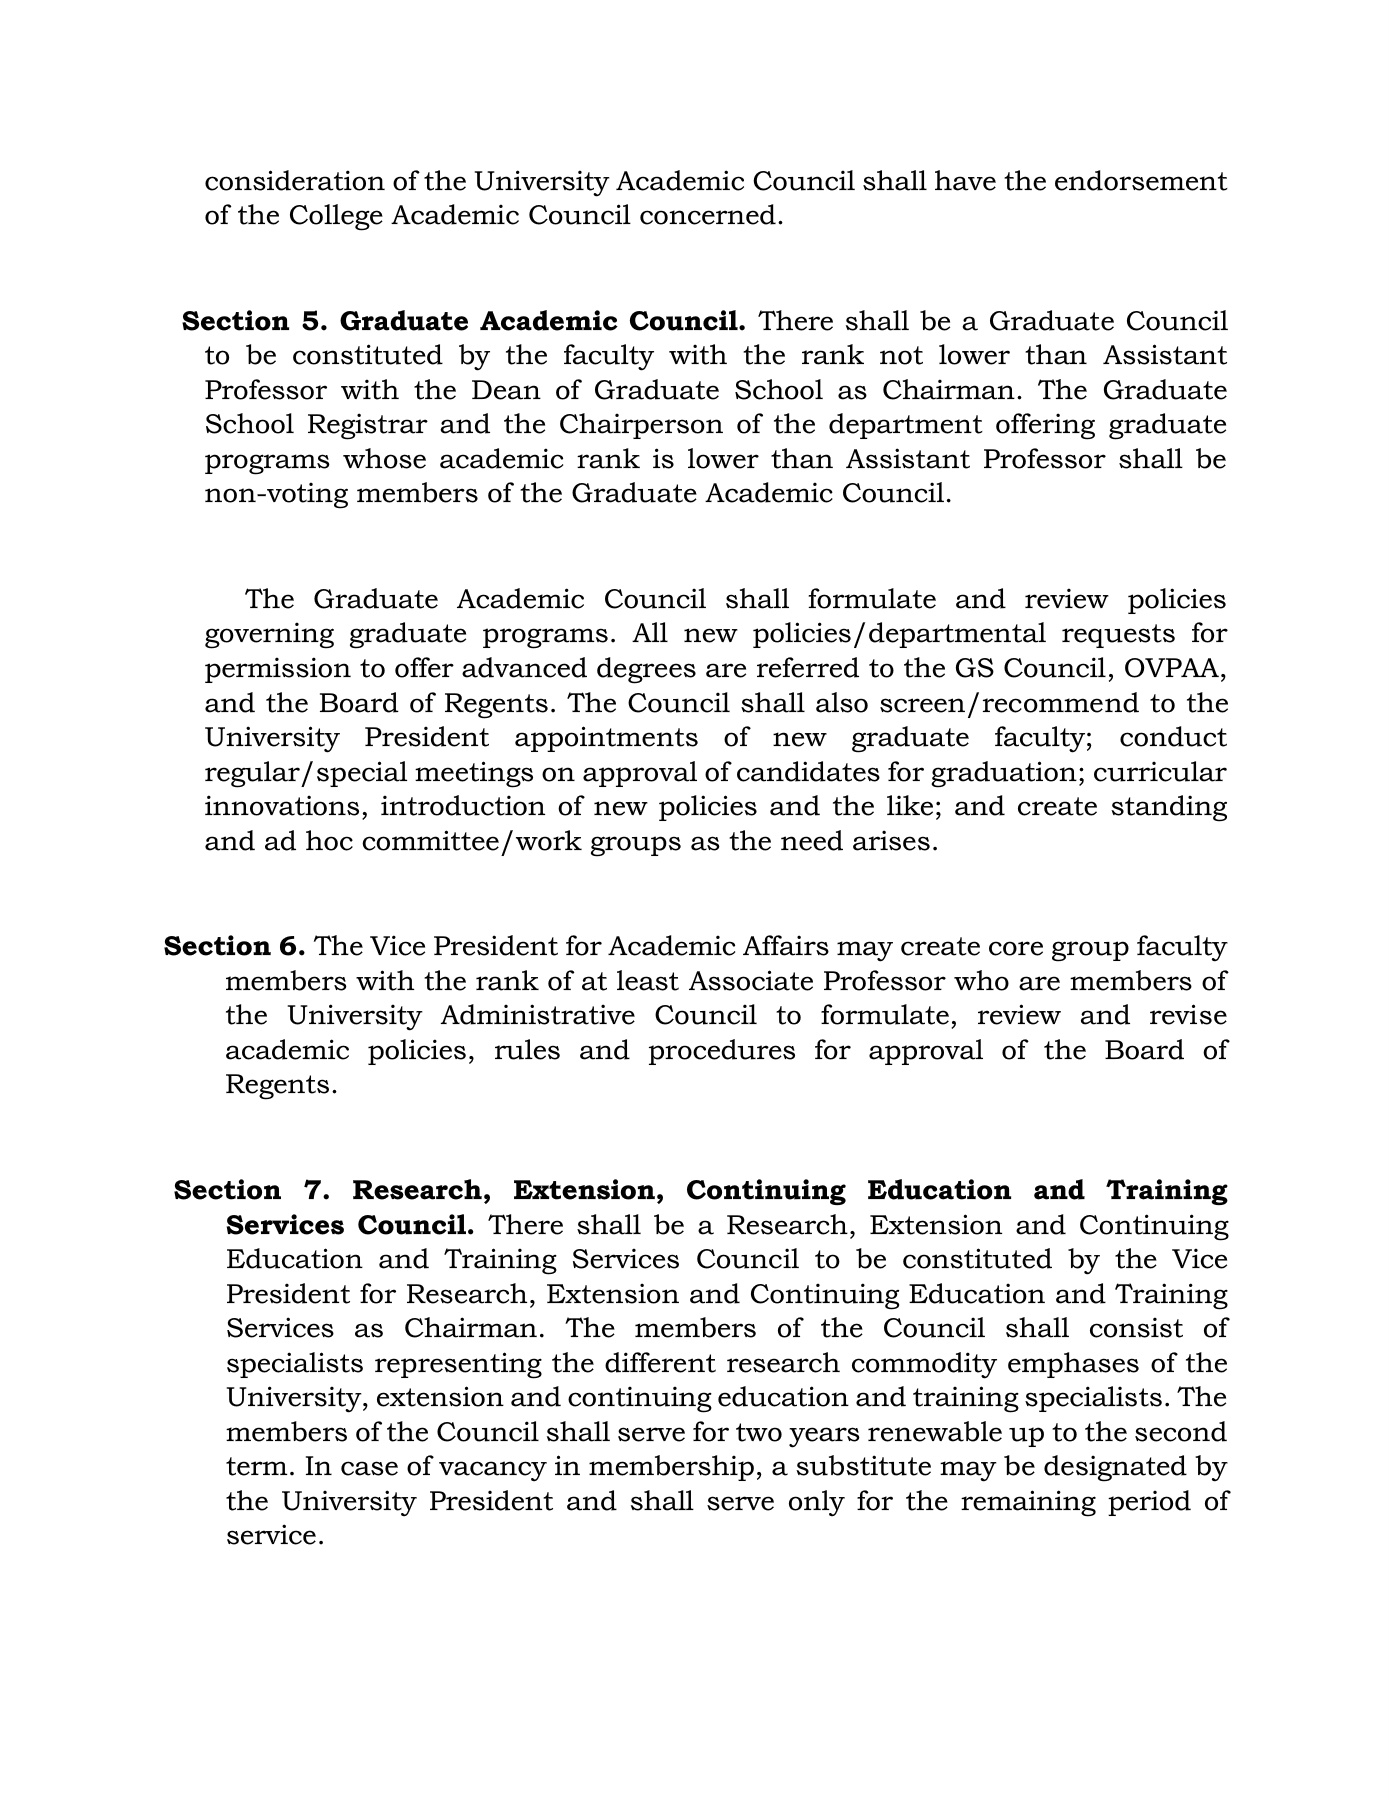 consideration of the University Academic Council shall have the endorsement
of the College Academic Council concerned.
Section 5. Graduate Academic Council. There shall be a Graduate Council
to be constituted by the faculty with the rank not lower than Assistant
Professor with the Dean of Graduate School as Chairman. The Graduate
School Registrar and the Chairperson of the department offering graduate
programs whose academic rank is lower than Assistant Professor shall be
non-voting members of the Graduate Academic Council.
The Graduate Academic Council shall formulate and review policies
governing graduate programs. All new policies/departmental requests for
permission to offer advanced degrees are referred to the GS Council, OVPAA,
and the Board of Regents. The Council shall also screen/recommend to the
University President appointments of new graduate faculty; conduct
regular/special meetings on approval of candidates for graduation; curricular
innovations, introduction of new policies and the like; and create standing
and ad hoc committee/work groups as the need arises.
Section 6. The Vice President for Academic Affairs may create core group faculty
members with the rank of at least Associate Professor who are members of
the University Administrative Council to formulate, review and revise
academic policies, rules and procedures for approval of the Board of
Regents.
Section 7. Research, Extension, Continuing Education and Training
Services Council. There shall be a Research, Extension and Continuing
Education and Training Services Council to be constituted by the Vice
President for Research, Extension and Continuing Education and Training
Services as Chairman. The members of the Council shall consist of
specialists representing the different research commodity emphases of the
University, extension and continuing education and training specialists. The
members of the Council shall serve for two years renewable up to the second
term. In case of vacancy in membership, a substitute may be designated by
the University President and shall serve only for the remaining period of
service.